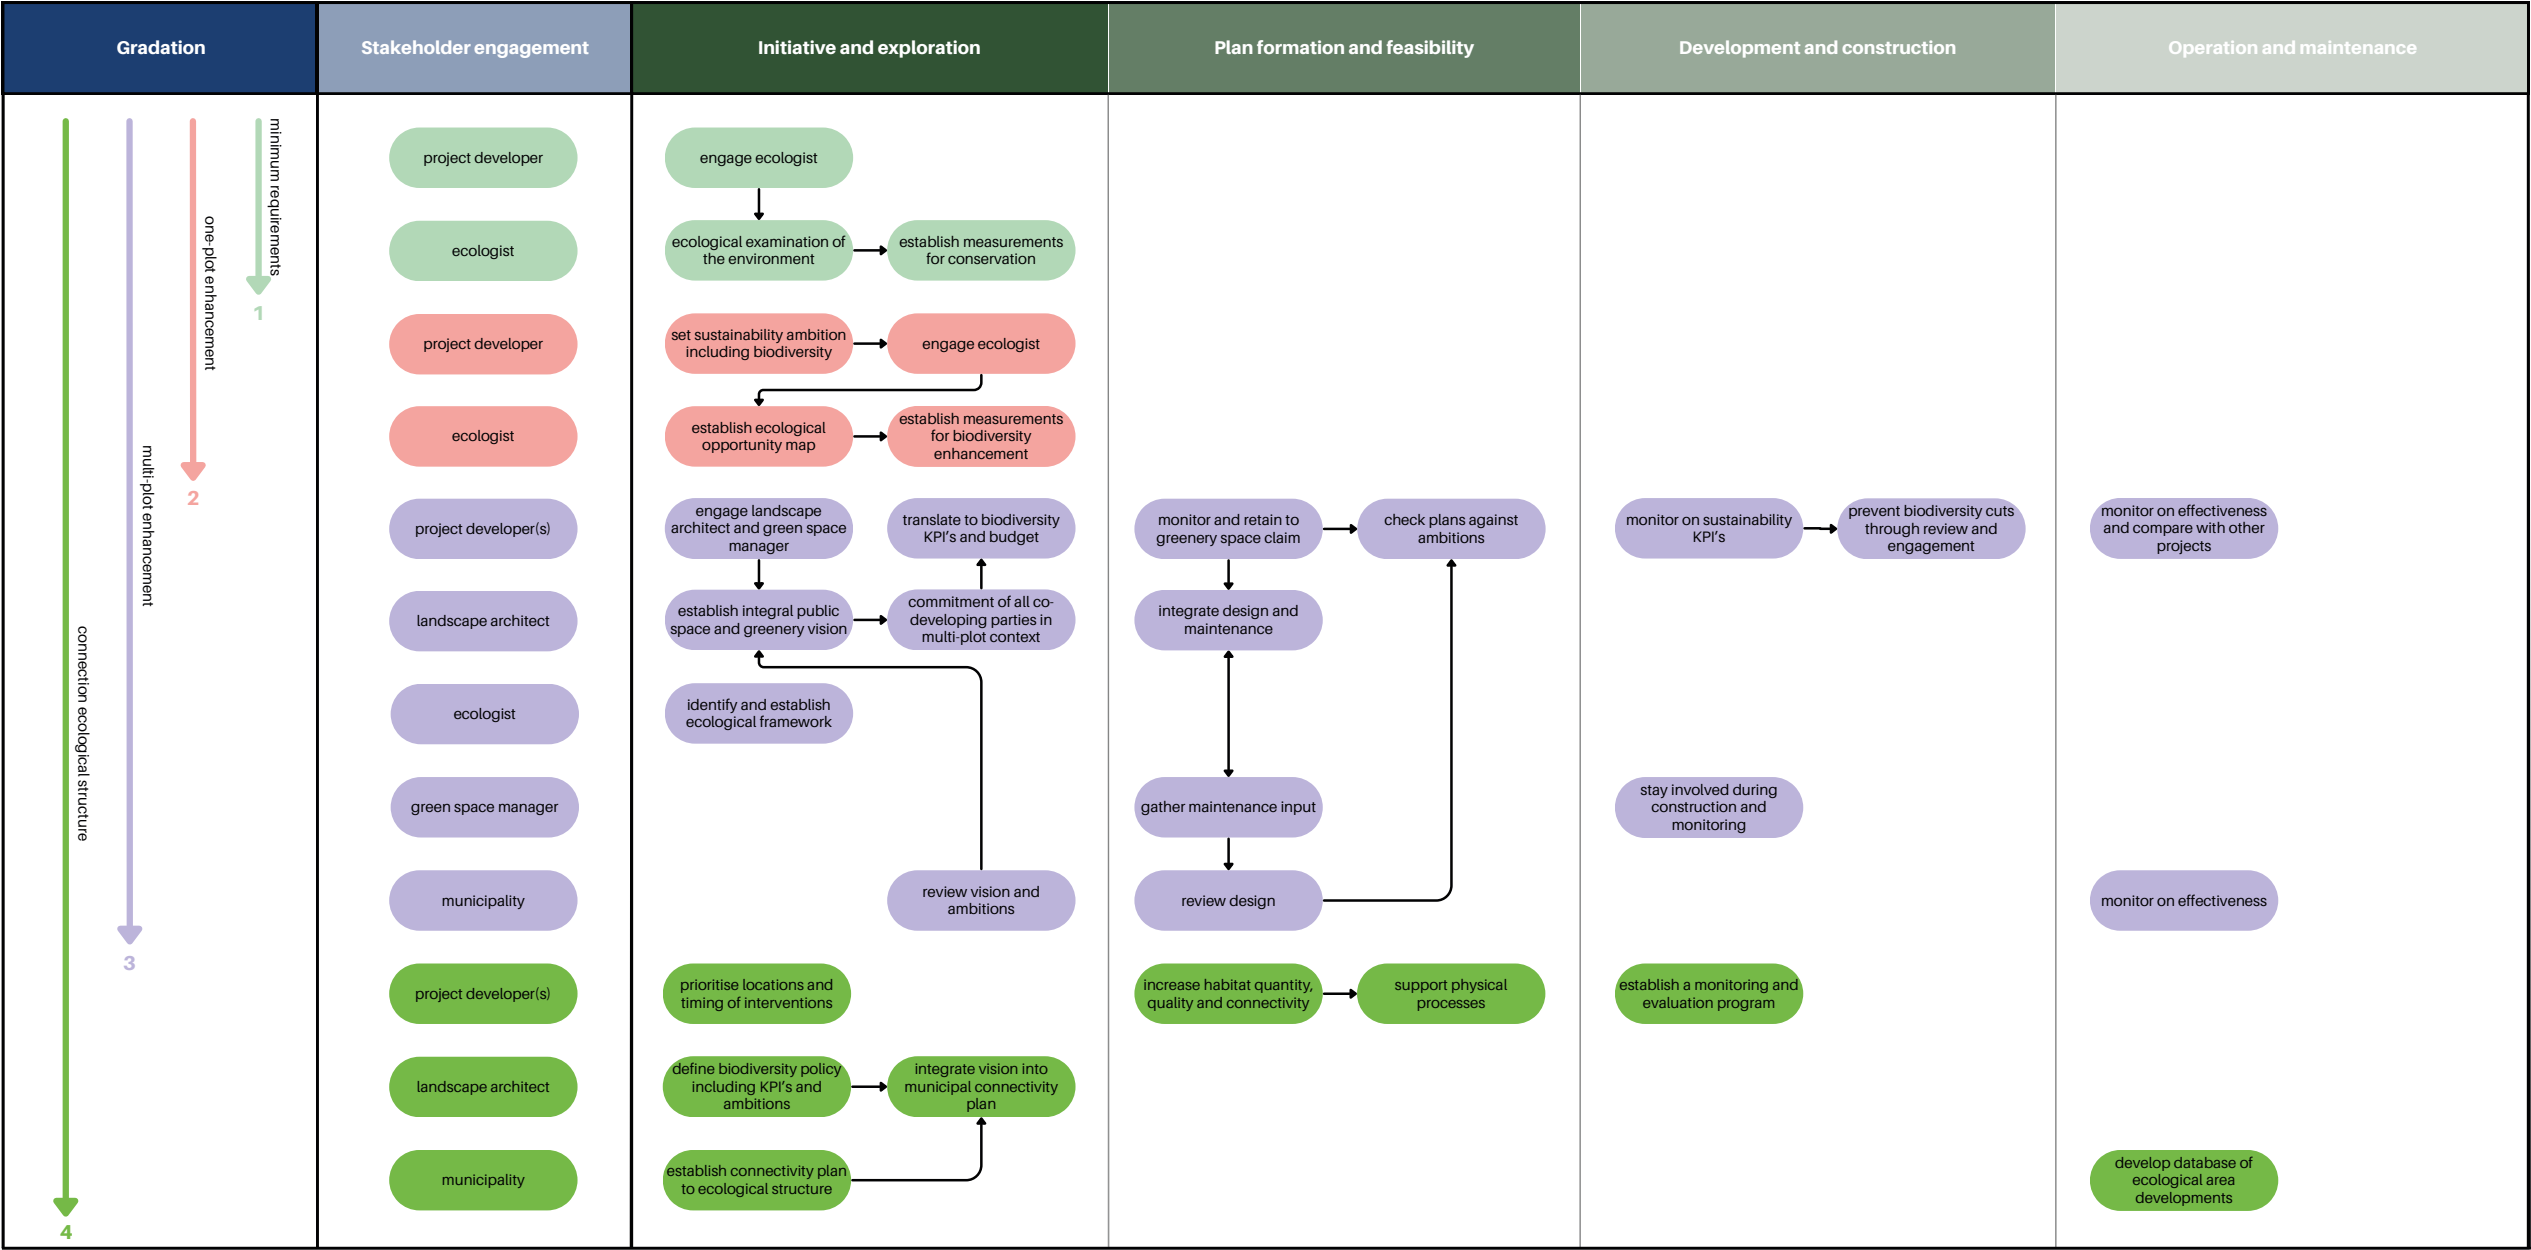 Gradation
Stakeholder engagement
Initiative and exploration
Plan formation and feasibility
Development and construction
Operation and maintenance
minimum requirements
1
one-plot enhancement
2
multi-plot enhancement
3
connection ecological structure
4
project developer
engage ecologist
ecologist
ecological examination of
the environment
establish measurements
for conservation
project developer
set sustainability ambition
including biodiversity
engage ecologist
ecologist
establish ecological
opportunity map
establish measurements
for biodiversity
enhancement
project developer(s)
engage landscape
architect and green space
manager
translate to biodiversity
KPI's and budget
monitor and retain to
greenery space claim
check plans against
ambitions
monitor on sustainability
KPI's
prevent biodiversity cuts
through review and
engagement
monitor on effectiveness
and compare with other
projects
landscape architect
establish integral public
space and greenery vision
commitment of all co-
developing parties in
multi-plot context
integrate design and
maintenance
ecologist
identify and establish
ecological framework
green space manager
gather maintenance input
stay involved during
construction and
monitoring
municipality
review vision and
ambitions
review design
monitor on effectiveness
project developer(s)
prioritise locations and
timing of interventions
increase habitat quantity,
quality and connectivity
support physical
processes
establish a monitoring and
evaluation program
landscape architect
define biodiversity policy
including KPI's and
ambitions
integrate vision into
municipal connectivity
plan
municipality
establish connectivity plan
to ecological structure
develop database of
ecological area
developments